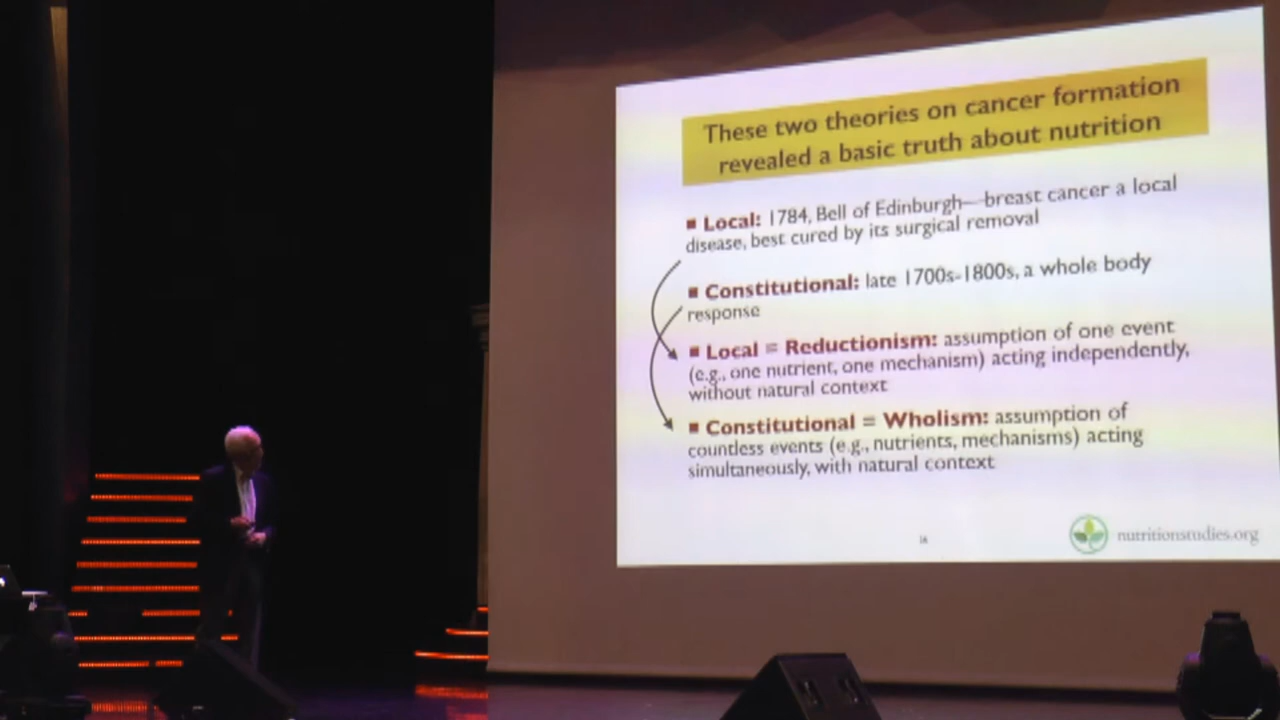 These two theories on cancer formation
revealed a basic truth about nutrition
▪ Local: 1784, Bell of Edinburgh—breast cancer a local
disease, best cured by its surgical removal
▪ Constitutional: late 1700s-1800s, a whole body
response
▪ Local = Reductionism: assumption of one event
(e.g., one nutrient, one mechanism) acting independently,
without natural context
▪ Constitutional = Wholism: assumption of
countless events (e.g., nutrients, mechanisms) acting
simultaneously, with natural context
nutritionstudies.org